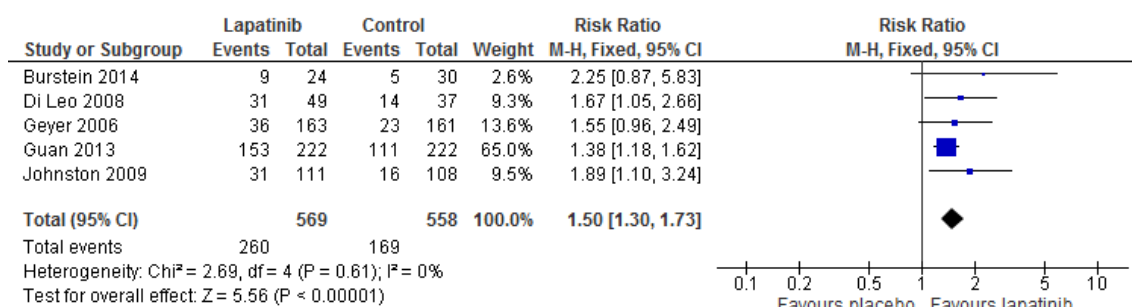 Lapatinib Control Risk Ratio Risk Ratio
Study or Subgroup Events Total Events Total Weight M-H, Fixed, 95% CI M-H, Fixed, 95% CI
Burstein 2014 9 24 5 30 2.6% 2.25 [0.87, 5.83]
Di Leo 2008 31 49 14 37 9.3% 1.67 [1.05, 2.66]
Geyer 2006 36 163 23 161 13.6% 1.55 [0.96, 2.49]
Guan 2013 153 222 111 222 65.0% 1.38 [1.18, 1.62]
Johnston 2009 31 111 16 108 9.5% 1.89 [1.10, 3.24]
Total (95% CI) 569 558 100.0% 1.50 [1.30, 1.73]
Total events 260 169
Heterogeneity: Chi² = 2.69, df = 4 (P = 0.61); I² = 0%
Test for overall effect: Z = 5.56 (P < 0.00001)
0.1 0.2 0.5 1 2 5 10
Favours placebo Favours lapatinib